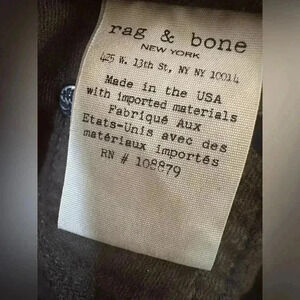 rag & bone
NEW YORK
425 W. 13th St, NY NY 10014
Made in the USA
with imported materials
Fabriqué Aux
Etats-Unis avec des
matériaux importés
RN # 108879